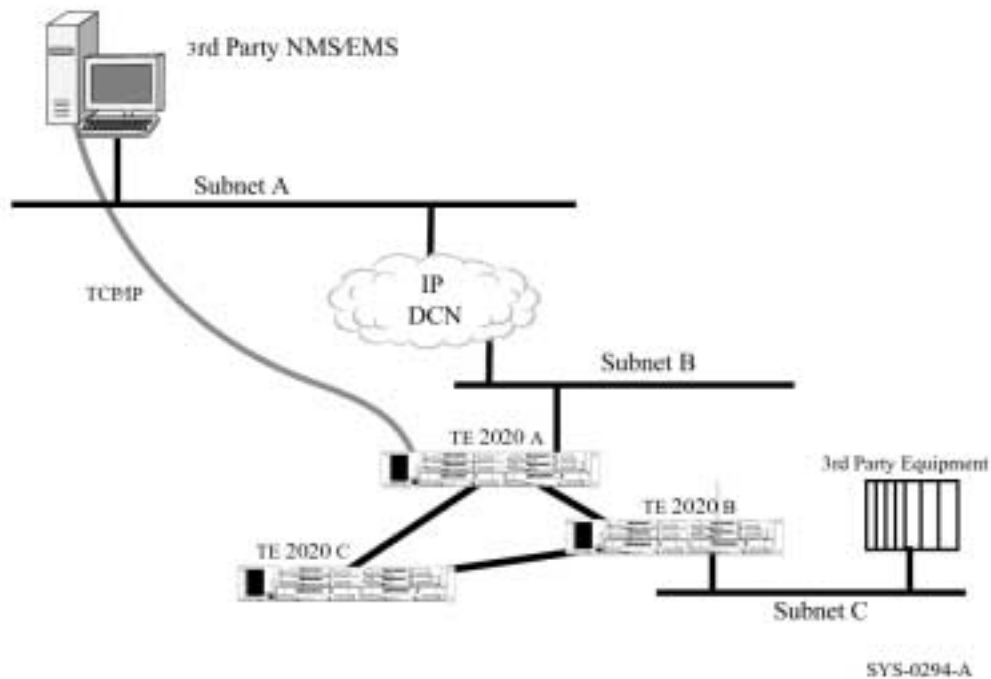 3rd Party NMS/EMS
Subnet A
TCP/IP
IP
DCN
Subnet B
TE 2020 A
3rd Party Equipment
TE 2020 B
TE 2020 C
Subnet C
SYS-0294-A